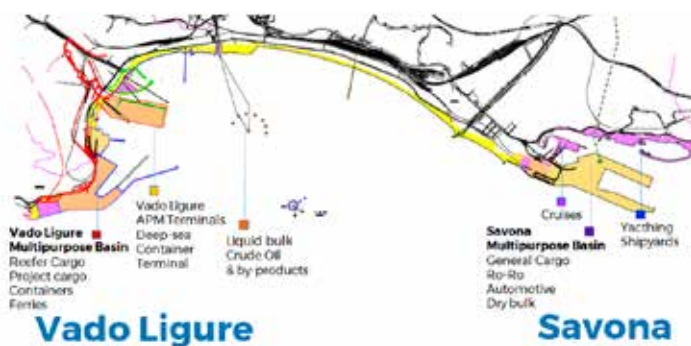 Vado Ligure
Multipurpose Basin
Reefer Cargo
Project cargo
Containers
Ferries
Vado Ligure
APM Terminals
Deep-sea
Container
Terminal
Liquid bulk
Crude Oil
& by products
Cruises
Savona
Multipurpose Basin
General Cargo
Ro-Ro
Automotive
Dry bulk
Yacthing
Shipyards
Vado Ligure
Savona